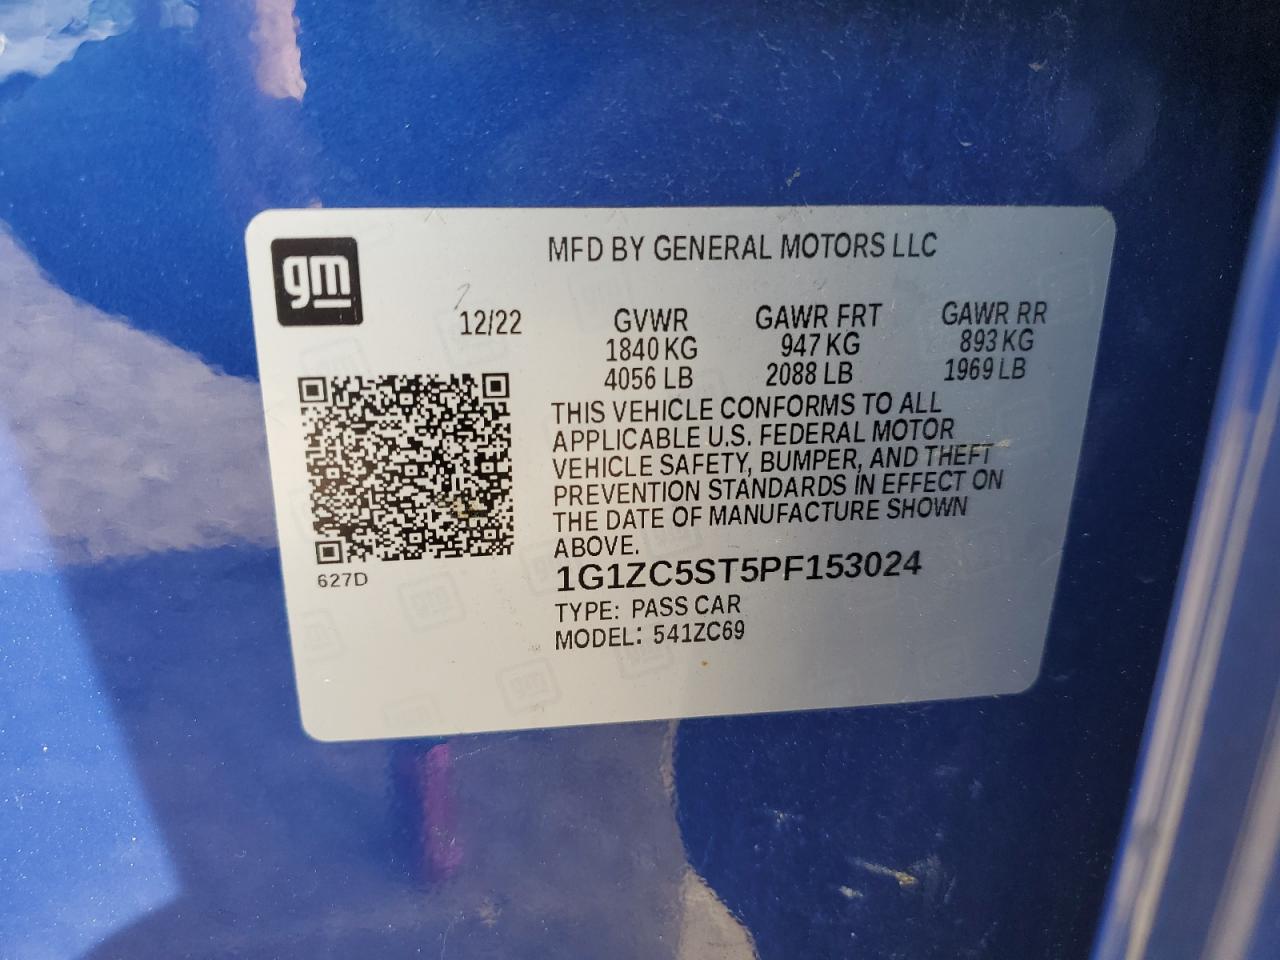 gm
MFD BY GENERAL MOTORS LLC
12/22 GVWR GAWR FRT GAWR RR
1840 KG 947 KG 893 KG
4056 LB 2088 LB 1969 LB
THIS VEHICLE CONFORMS TO ALL
APPLICABLE U.S. FEDERAL MOTOR
VEHICLE SAFETY, BUMPER, AND THEFT
PREVENTION STANDARDS IN EFFECT ON
THE DATE OF MANUFACTURE SHOWN
ABOVE.
627D
1G1ZC5ST5PF153024
TYPE: PASS CAR
MODEL: 541ZC69